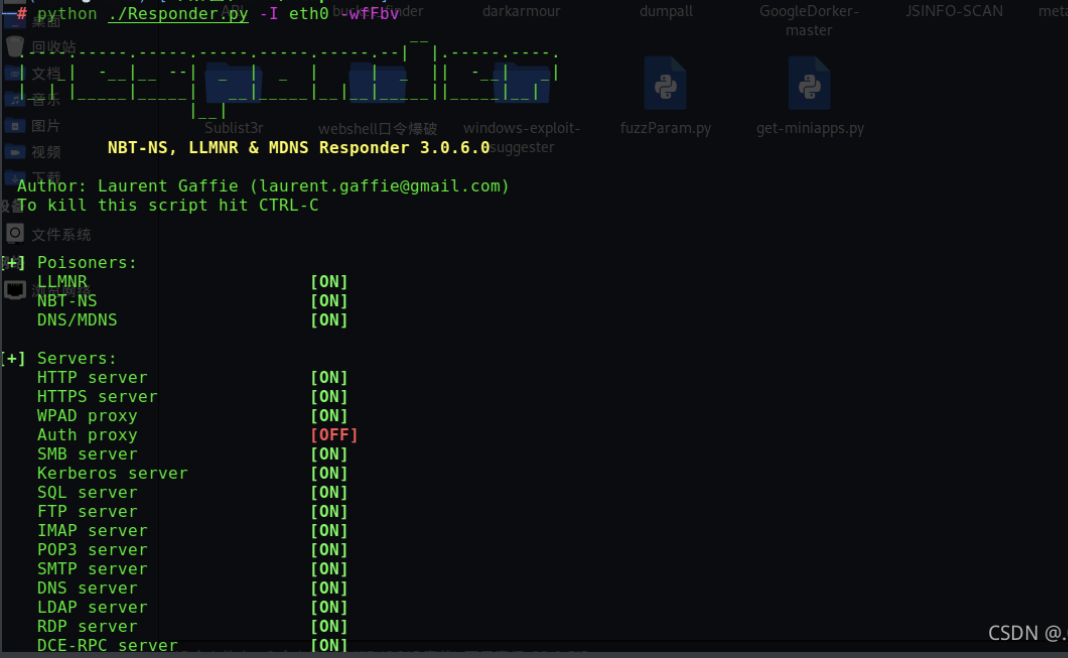 # python ./Responder.py -I eth0 -wfFbv
darkarmour
dumpall
GoogleDorker-master
JSINFO-SCAN
桌面
回收站
文档
音乐
图片
视频
下载
Sublist3r
webshell口令爆破
windows-exploit-suggester
fuzzParam.py
get-miniapps.py
NBT-NS, LLMNR & MDNS Responder 3.0.6.0
Author: Laurent Gaffie (laurent.gaffie@gmail.com)
To kill this script hit CTRL-C
文件系统
[+] Poisoners:
LLMNR [ON]
NBT-NS [ON]
DNS/MDNS [ON]
[+] Servers:
HTTP server [ON]
HTTPS server [ON]
WPAD proxy [ON]
Auth proxy [OFF]
SMB server [ON]
Kerberos server [ON]
SQL server [ON]
FTP server [ON]
IMAP server [ON]
POP3 server [ON]
SMTP server [ON]
DNS server [ON]
LDAP server [ON]
RDP server [ON]
DCE-RPC server [ON]
CSDN @